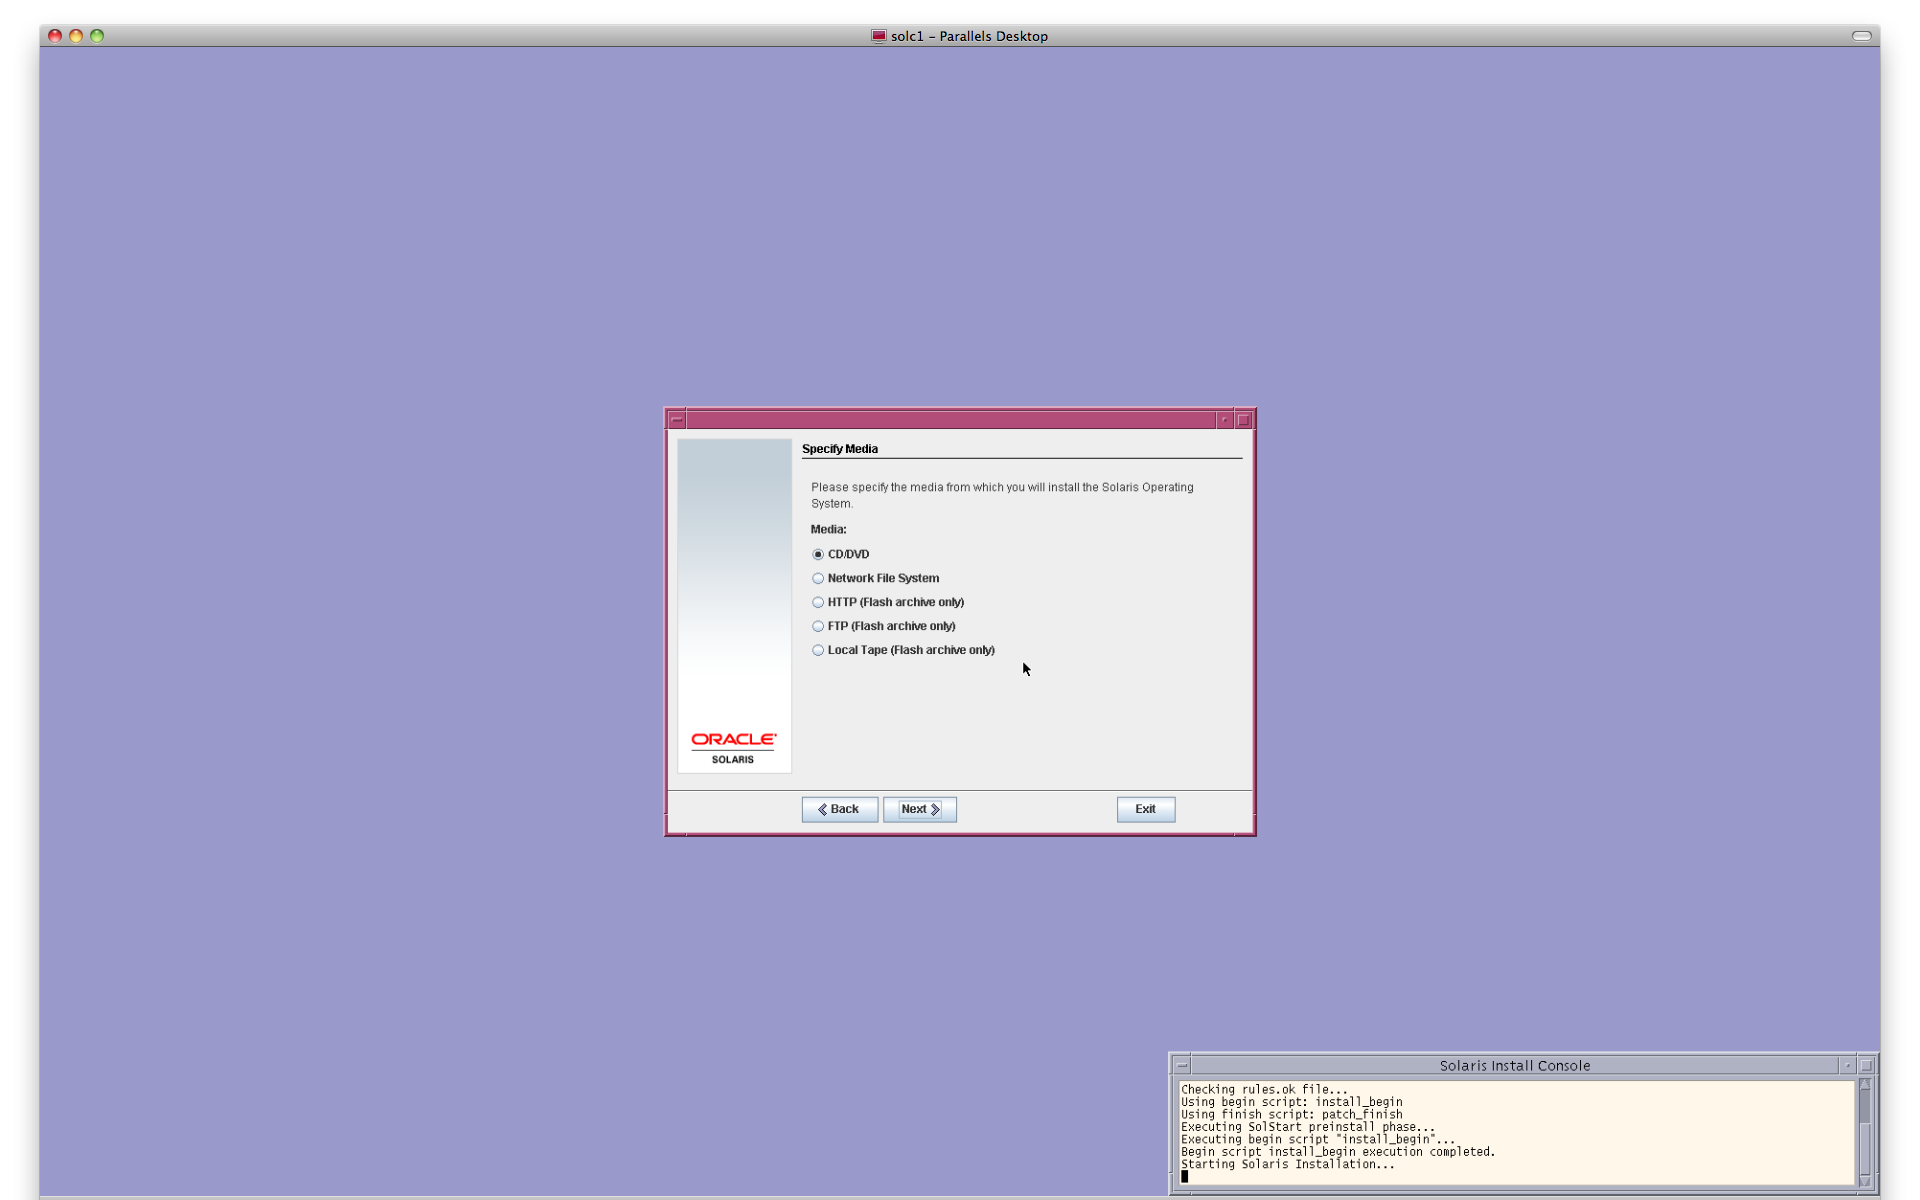 solc1 – Parallels Desktop
Specify Media
Please specify the media from which you will install the Solaris Operating
System.
Media:
CD/DVD
Network File System
HTTP (Flash archive only)
FTP (Flash archive only)
Local Tape (Flash archive only)
ORACLE
SOLARIS
Back
Next
Exit
Solaris Install Console
Checking rules.ok file...
Using begin script: install_begin
Using finish script: patch_finish
Executing SolStart preinstall phase...
Executing begin script "install_begin"...
Begin script install_begin execution completed.
Starting Solaris Installation...